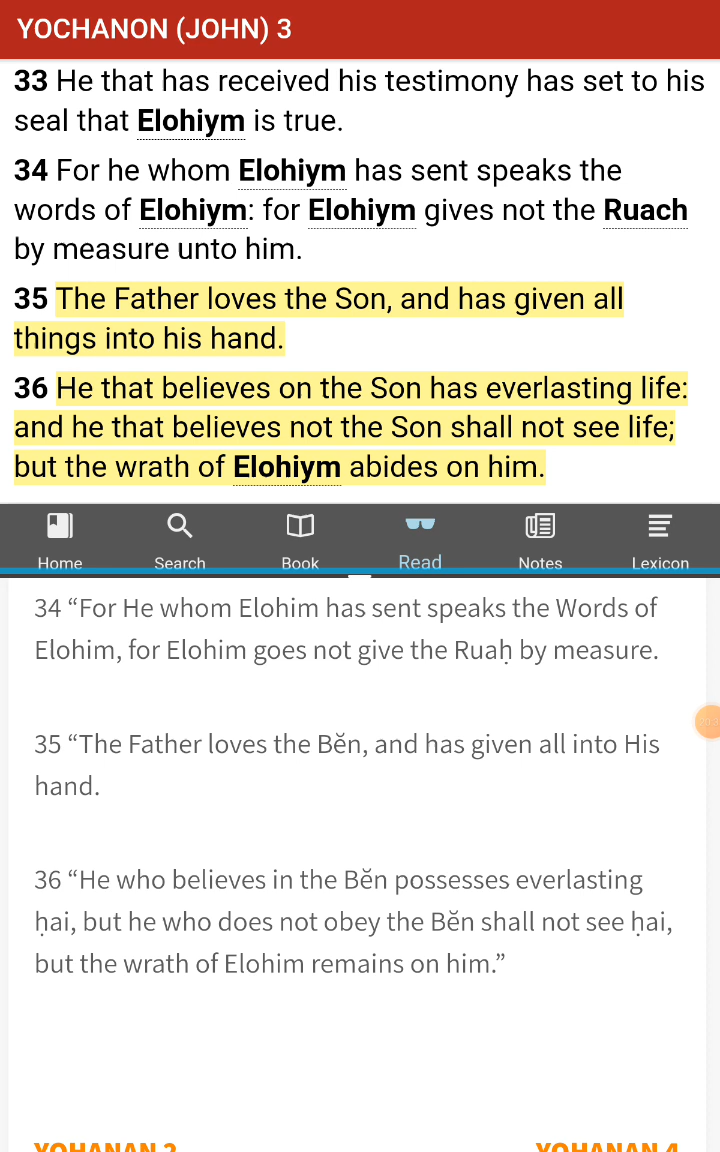 YOCHANON (JOHN) 3
33 He that has received his testimony has set to his
seal that Elohiym is true.
34 For he whom Elohiym has sent speaks the
words of Elohiym: for Elohiym gives not the Ruach
by measure unto him.
35 The Father loves the Son, and has given all
things into his hand.
36 He that believes on the Son has everlasting life:
and he that believes not the Son shall not see life;
but the wrath of Elohiym abides on him.
Home Search Book Read Notes Lexicon
34 “For He whom Elohim has sent speaks the Words of
Elohim, for Elohim goes not give the Ruaḥ by measure.
35 “The Father loves the Bĕn, and has given all into His
hand.
36 “He who believes in the Bĕn possesses everlasting
ḥai, but he who does not obey the Bĕn shall not see ḥai,
but the wrath of Elohim remains on him.”
YOHANAN 2 YOHANAN 4